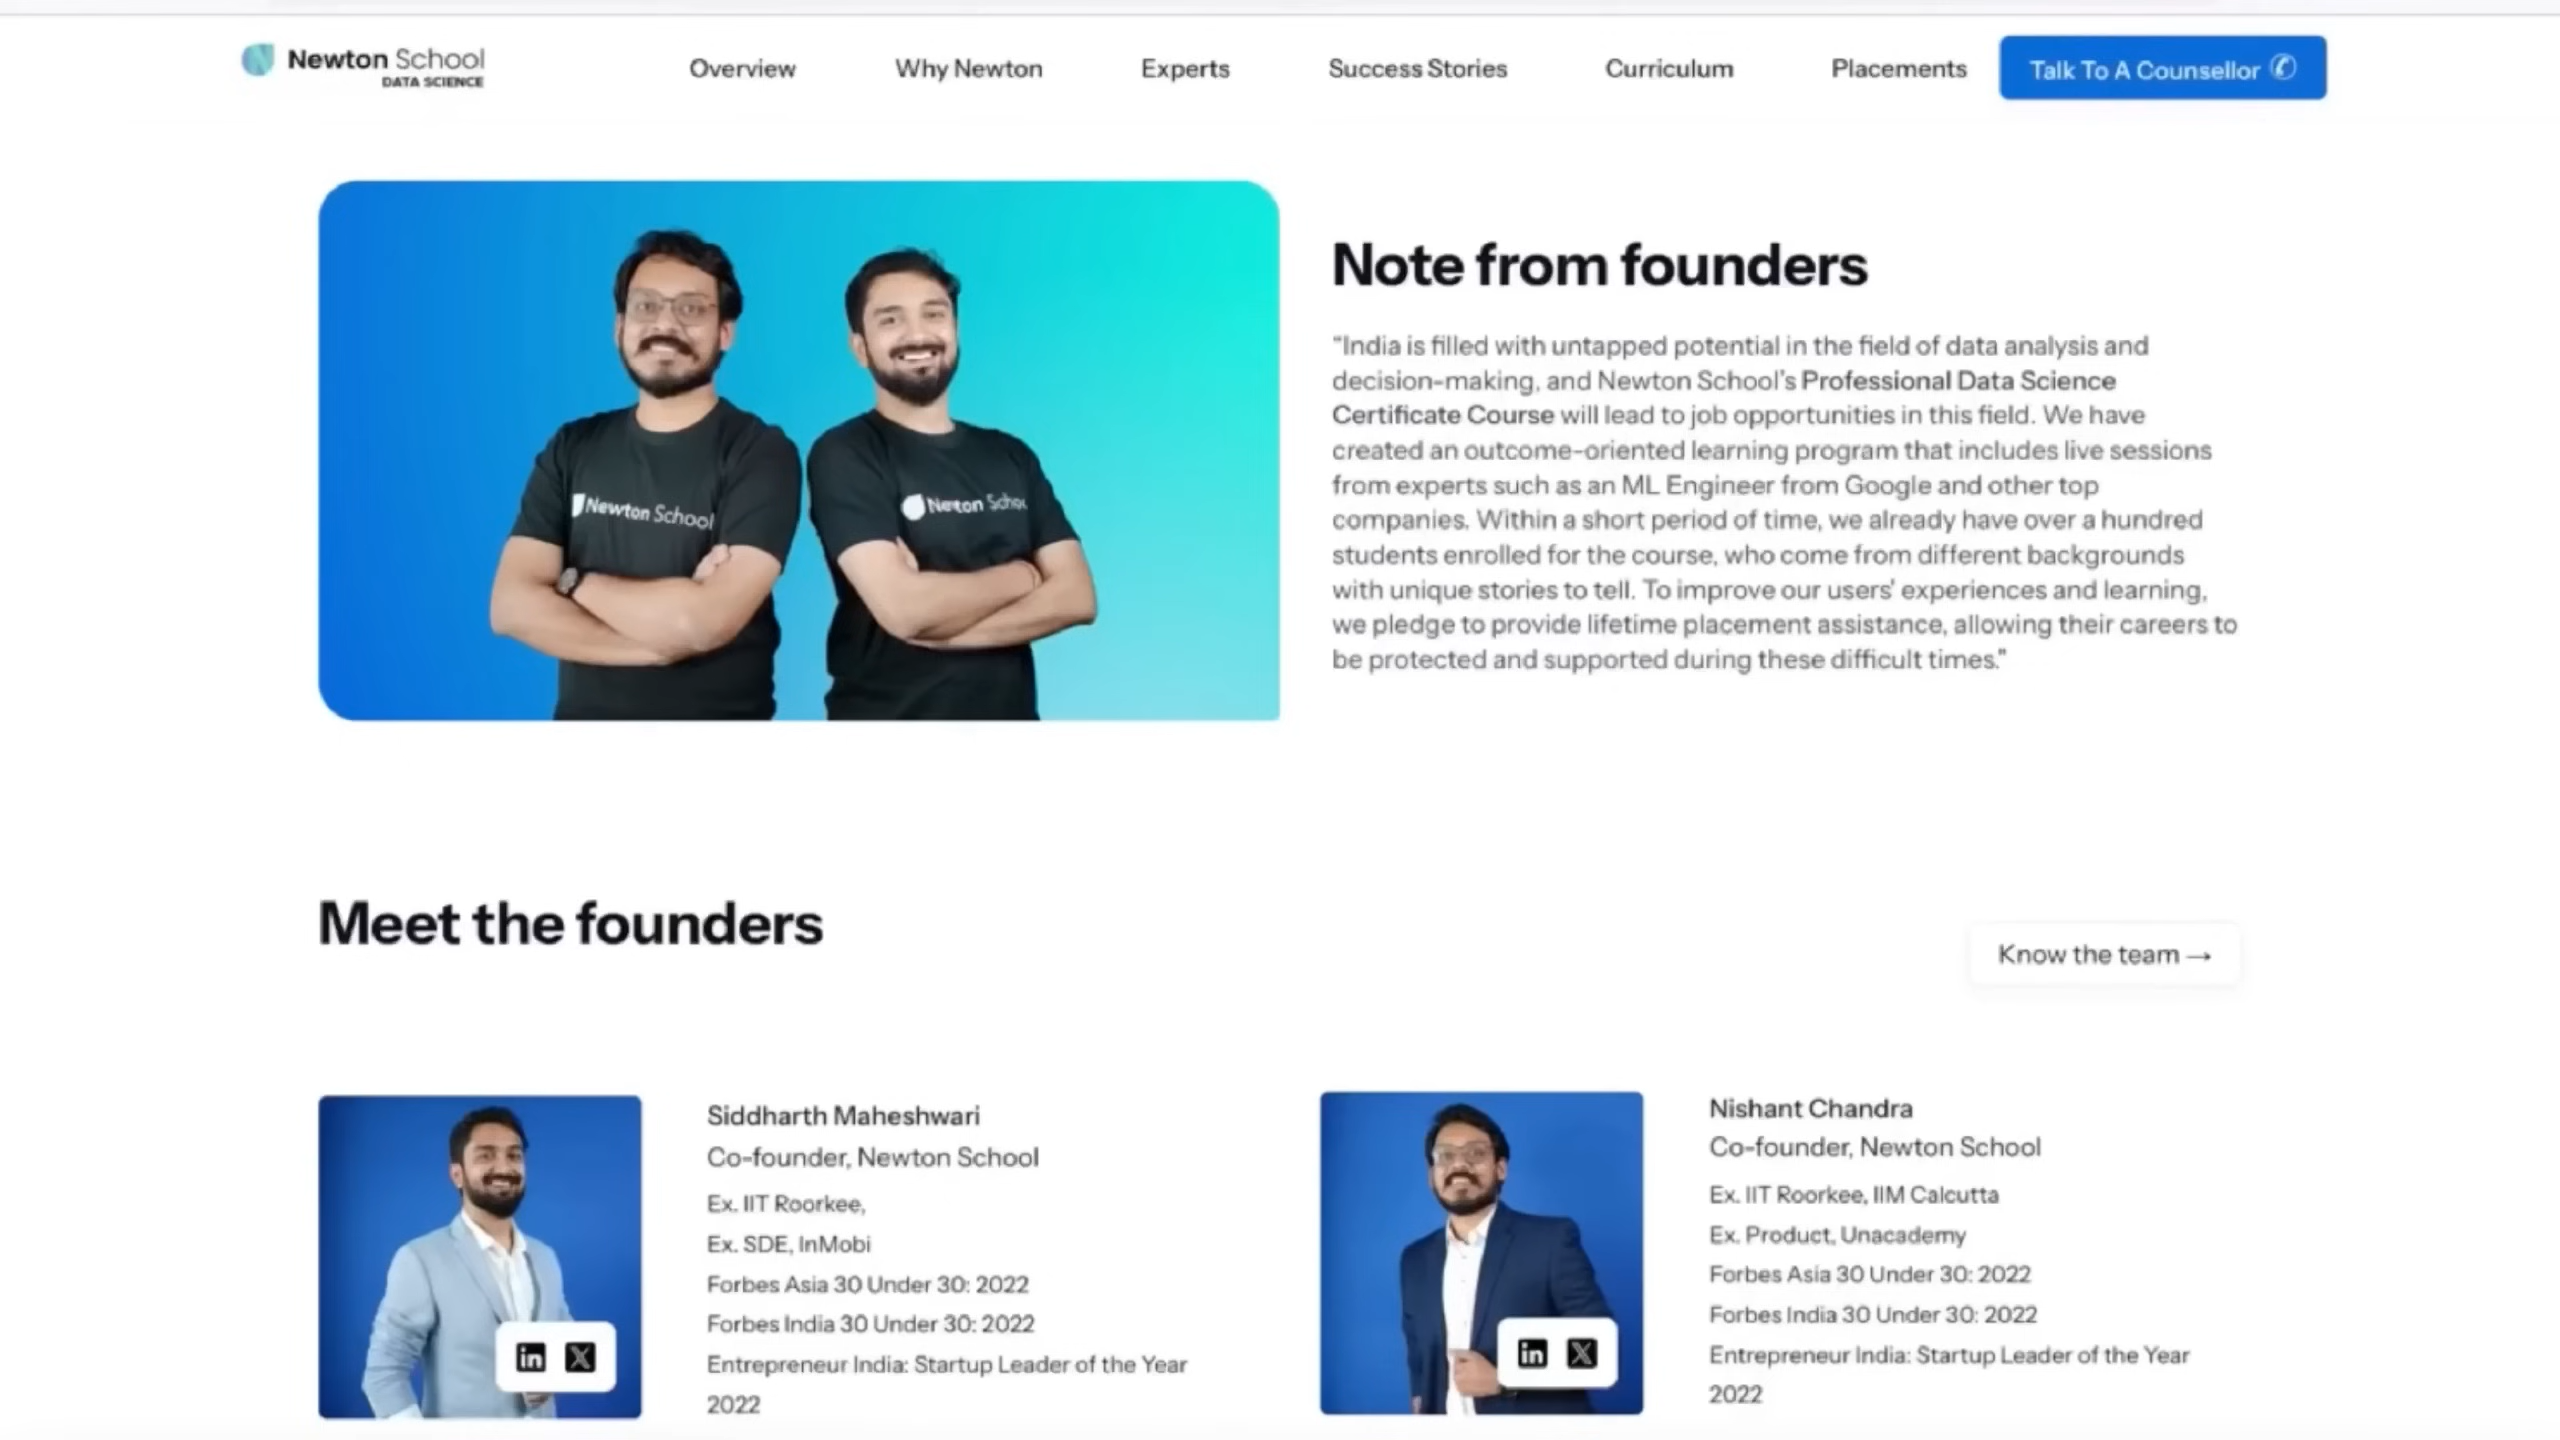 Newton School
DATA SCIENCE
Overview
Why Newton
Experts
Success Stories
Curriculum
Placements
Talk To A Counsellor
Newton School
Newton School
Note from founders
“India is filled with untapped potential in the field of data analysis and
decision-making, and Newton School’s Professional Data Science
Certificate Course will lead to job opportunities in this field. We have
created an outcome-oriented learning program that includes live sessions
from experts such as an ML Engineer from Google and other top
companies. Within a short period of time, we already have over a hundred
students enrolled for the course, who come from different backgrounds
with unique stories to tell. To improve our users' experiences and learning,
we pledge to provide lifetime placement assistance, allowing their careers to
be protected and supported during these difficult times.”
Meet the founders
Know the team →
Siddharth Maheshwari
Co-founder, Newton School
Ex. IIT Roorkee,
Ex. SDE, InMobi
Forbes Asia 30 Under 30: 2022
Forbes India 30 Under 30: 2022
Entrepreneur India: Startup Leader of the Year
2022
in X
Nishant Chandra
Co-founder, Newton School
Ex. IIT Roorkee, IIM Calcutta
Ex. Product, Unacademy
Forbes Asia 30 Under 30: 2022
Forbes India 30 Under 30: 2022
Entrepreneur India: Startup Leader of the Year
2022
in X